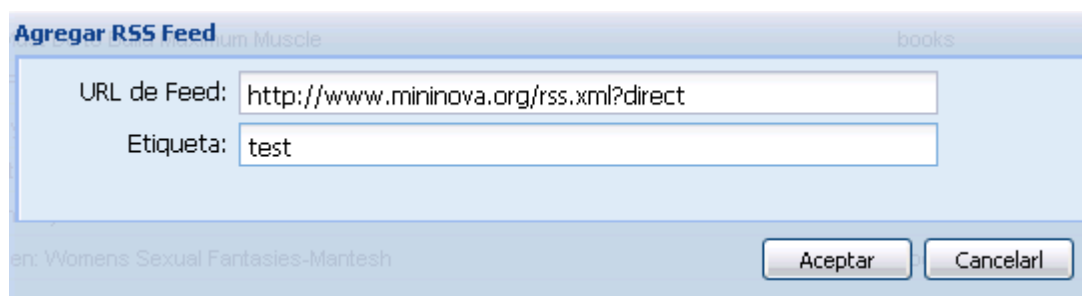 Agregar RSS Feed
Maximum Muscle books
URL de Feed: http://www.mininova.org/rss.xml?direct
Etiqueta: test
en: Womens Sexual Fantasies-Mantesh
Aceptar Cancelarl